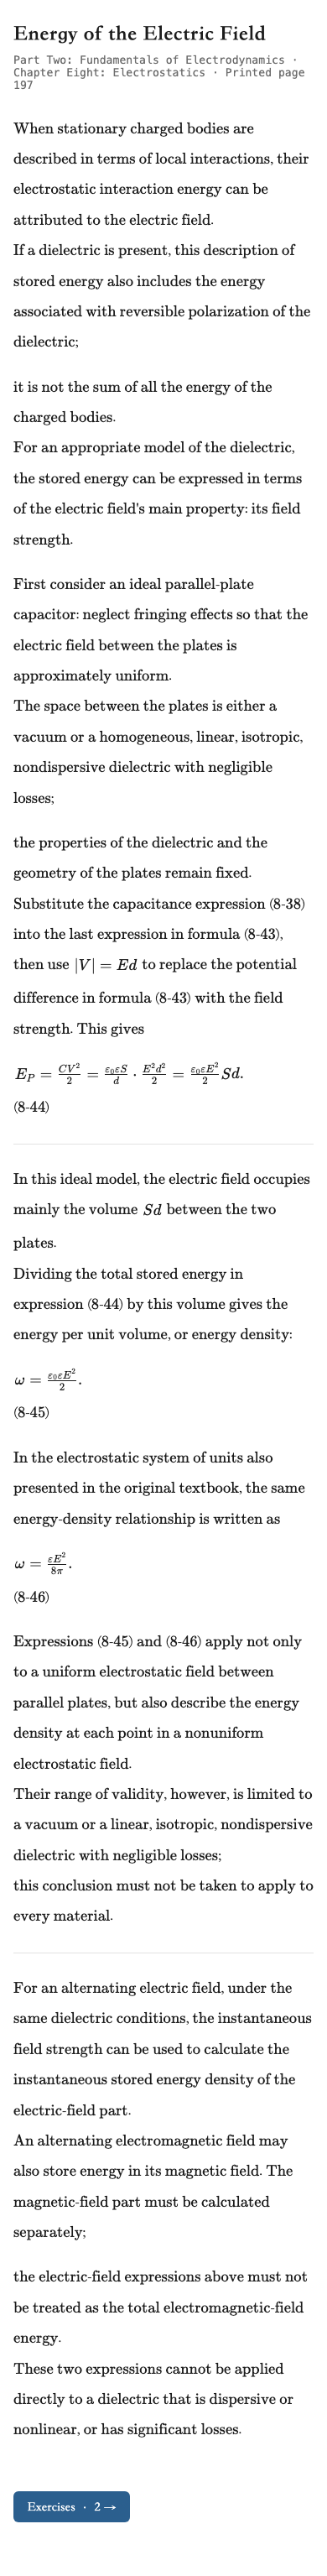 Energy of the Electric Field
Part Two: Fundamentals of Electrodynamics ·
Chapter Eight: Electrostatics · Printed page
197
When stationary charged bodies are
described in terms of local interactions, their
electrostatic interaction energy can be
attributed to the electric field.
If a dielectric is present, this description of
stored energy also includes the energy
associated with reversible polarization of the
dielectric;
it is not the sum of all the energy of the
charged bodies.
For an appropriate model of the dielectric,
the stored energy can be expressed in terms
of the electric field's main property: its field
strength.
First consider an ideal parallel-plate
capacitor: neglect fringing effects so that the
electric field between the plates is
approximately uniform.
The space between the plates is either a
vacuum or a homogeneous, linear, isotropic,
nondispersive dielectric with negligible
losses;
the properties of the dielectric and the
geometry of the plates remain fixed.
Substitute the capacitance expression (8-38)
into the last expression in formula (8-43),
then use |V| = Ed to replace the potential
difference in formula (8-43) with the field
strength. This gives
E_P = CV²/2 = ε₀εS/d · E²d²/2 = ε₀εE²/2 Sd.
(8-44)
In this ideal model, the electric field occupies
mainly the volume Sd between the two
plates.
Dividing the total stored energy in
expression (8-44) by this volume gives the
energy per unit volume, or energy density:
ω = ε₀εE²/2.
(8-45)
In the electrostatic system of units also
presented in the original textbook, the same
energy-density relationship is written as
ω = εE²/8π.
(8-46)
Expressions (8-45) and (8-46) apply not only
to a uniform electrostatic field between
parallel plates, but also describe the energy
density at each point in a nonuniform
electrostatic field.
Their range of validity, however, is limited to
a vacuum or a linear, isotropic, nondispersive
dielectric with negligible losses;
this conclusion must not be taken to apply to
every material.
For an alternating electric field, under the
same dielectric conditions, the instantaneous
field strength can be used to calculate the
instantaneous stored energy density of the
electric-field part.
An alternating electromagnetic field may
also store energy in its magnetic field. The
magnetic-field part must be calculated
separately;
the electric-field expressions above must not
be treated as the total electromagnetic-field
energy.
These two expressions cannot be applied
directly to a dielectric that is dispersive or
nonlinear, or has significant losses.
Exercises · 2 →